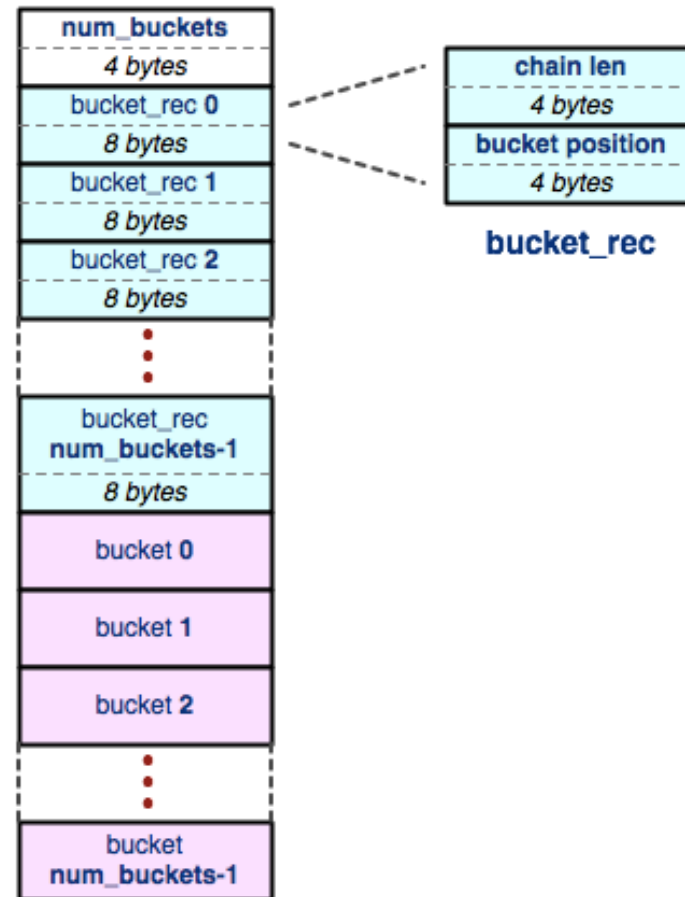 num_buckets
4 bytes
bucket_rec 0
8 bytes
bucket_rec 1
8 bytes
bucket_rec 2
8 bytes
bucket_rec
num_buckets-1
8 bytes
bucket 0
bucket 1
bucket 2
bucket
num_buckets-1
chain len
4 bytes
bucket position
4 bytes
bucket_rec